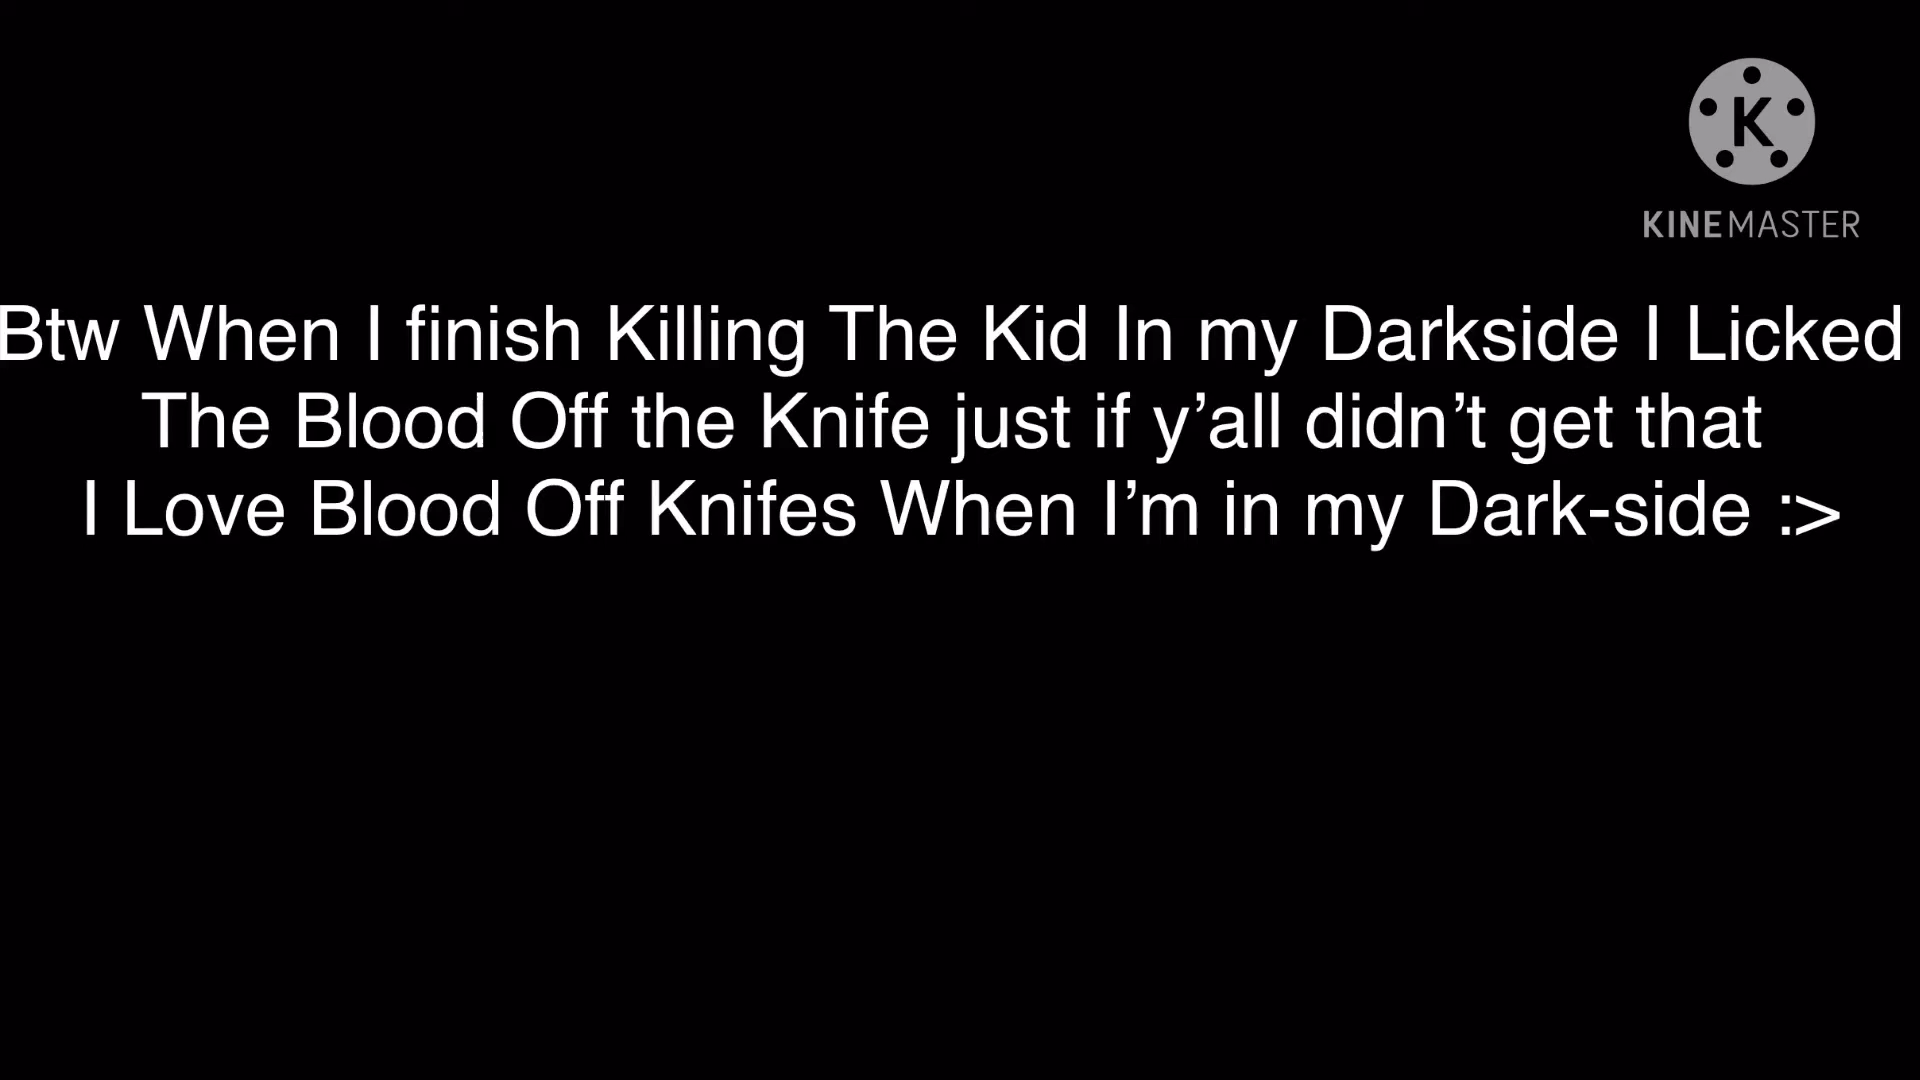 K
KINEMASTER
Btw When I finish Killing The Kid In my Darkside I Licked
The Blood Off the Knife just if y’all didn’t get that
I Love Blood Off Knifes When I’m in my Dark-side :>